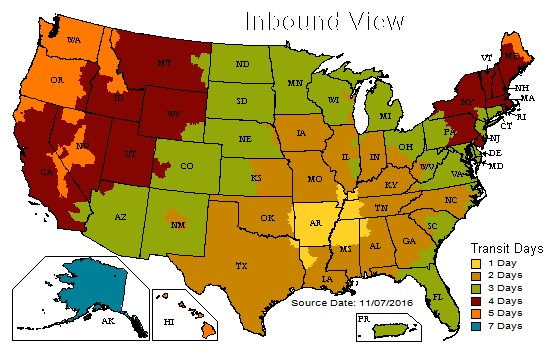 Inbound View
WA
OR
CA
NV
ID
MT
WY
UT
AZ
CO
NM
ND
SD
NE
KS
OK
TX
MN
IA
MO
AR
LA
WI
IL
MI
IN
OH
KY
TN
MS
AL
GA
FL
SC
NC
VA
WV
PA
NY
VT
ME
NH
MA
RI
CT
NJ
DE
MD
AK
HI
PR
Source Date: 11/07/2016
Transit Days
1 Day
2 Days
3 Days
4 Days
5 Days
7 Days